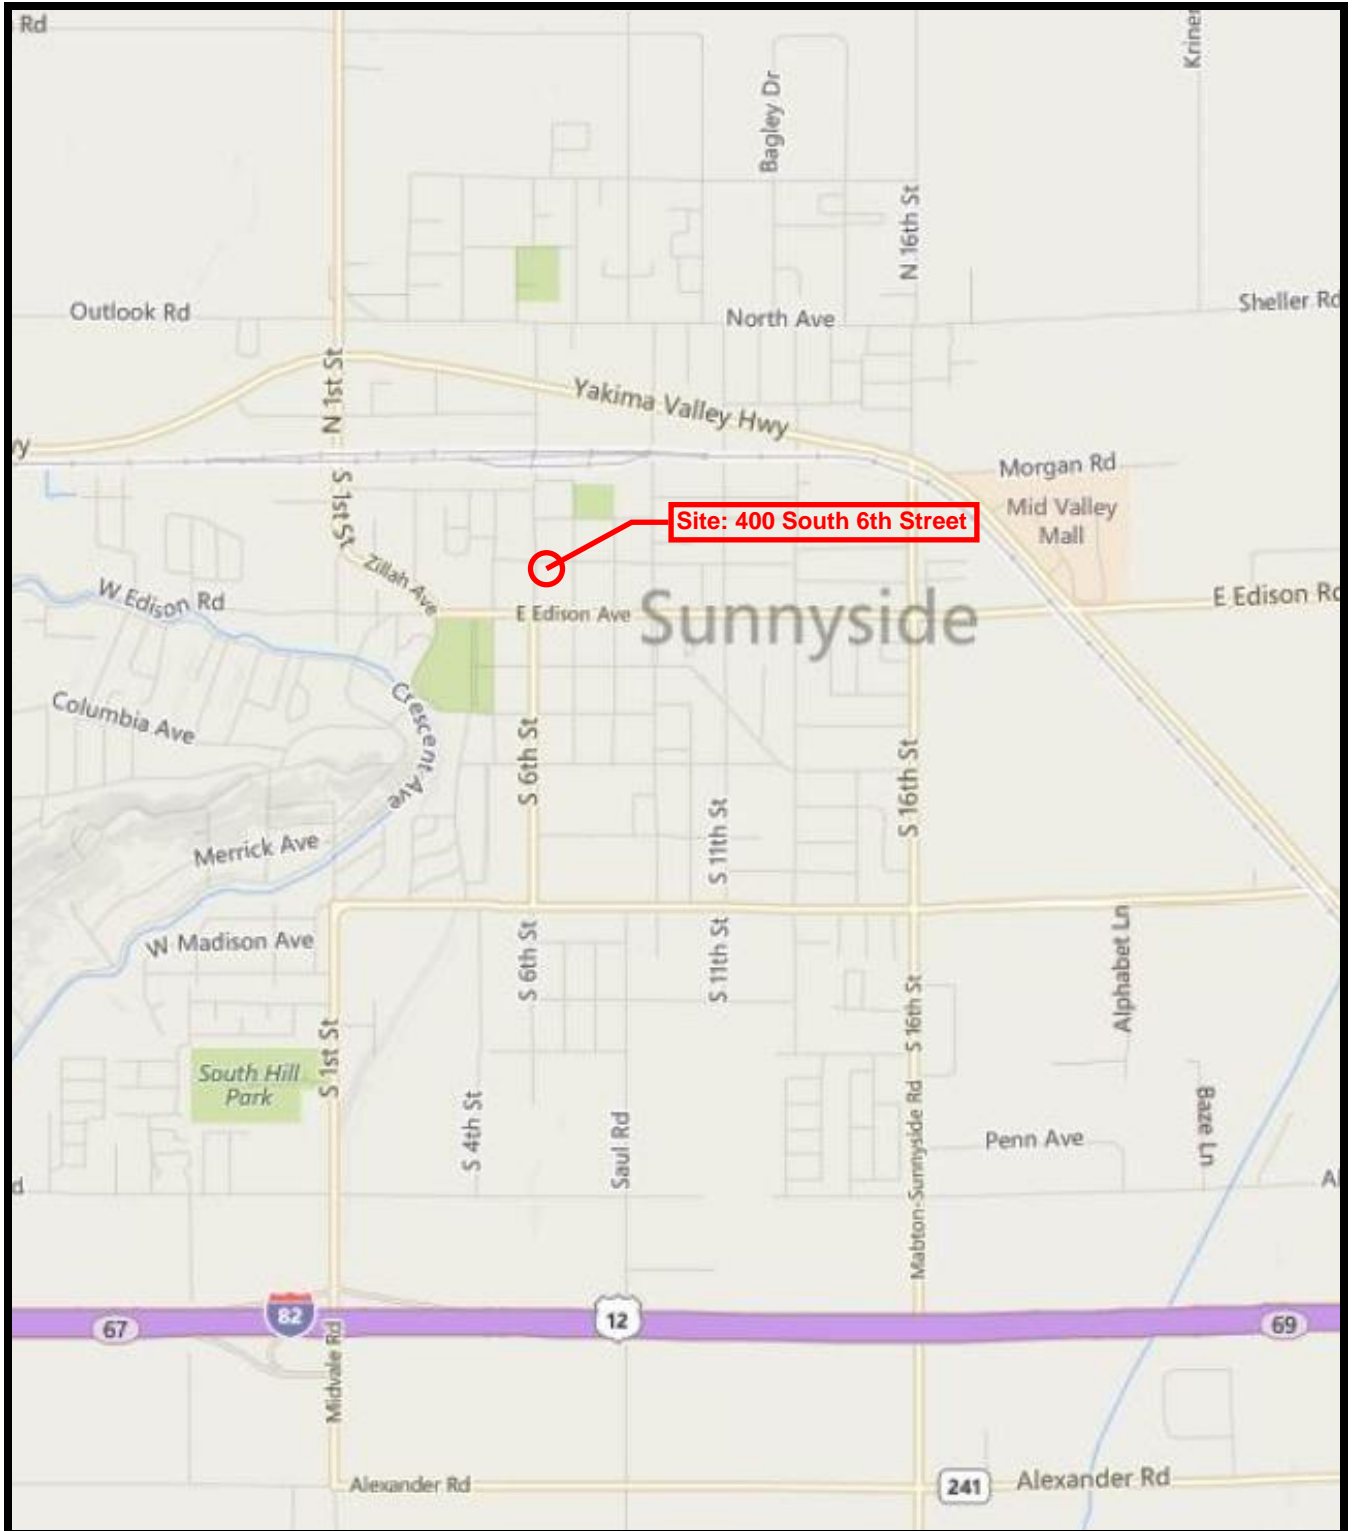 Rd
Krine
Bagley Dr
N 16th St
Outlook Rd
North Ave
Sheller Rd
N 1st St
Yakima Valley Hwy
y
S 1st St
Morgan Rd
Mid Valley
Mall
Site: 400 South 6th Street
Zillah Ave
W Edison Rd
E Edison Ave
Sunnyside
E Edison Rd
Columbia Ave
Crescent Ave
S 6th St
S 16th St
S 11th St
Merrick Ave
W Madison Ave
S 6th St
S 11th St
Alphabet Ln
S 16th St
S 1st St
South Hill
Park
S 4th St
Saul Rd
Mabton-Sunnyside Rd
Penn Ave
Baze Ln
d
Al
82
67
12
69
Midvale Rd
Alexander Rd
241
Alexander Rd